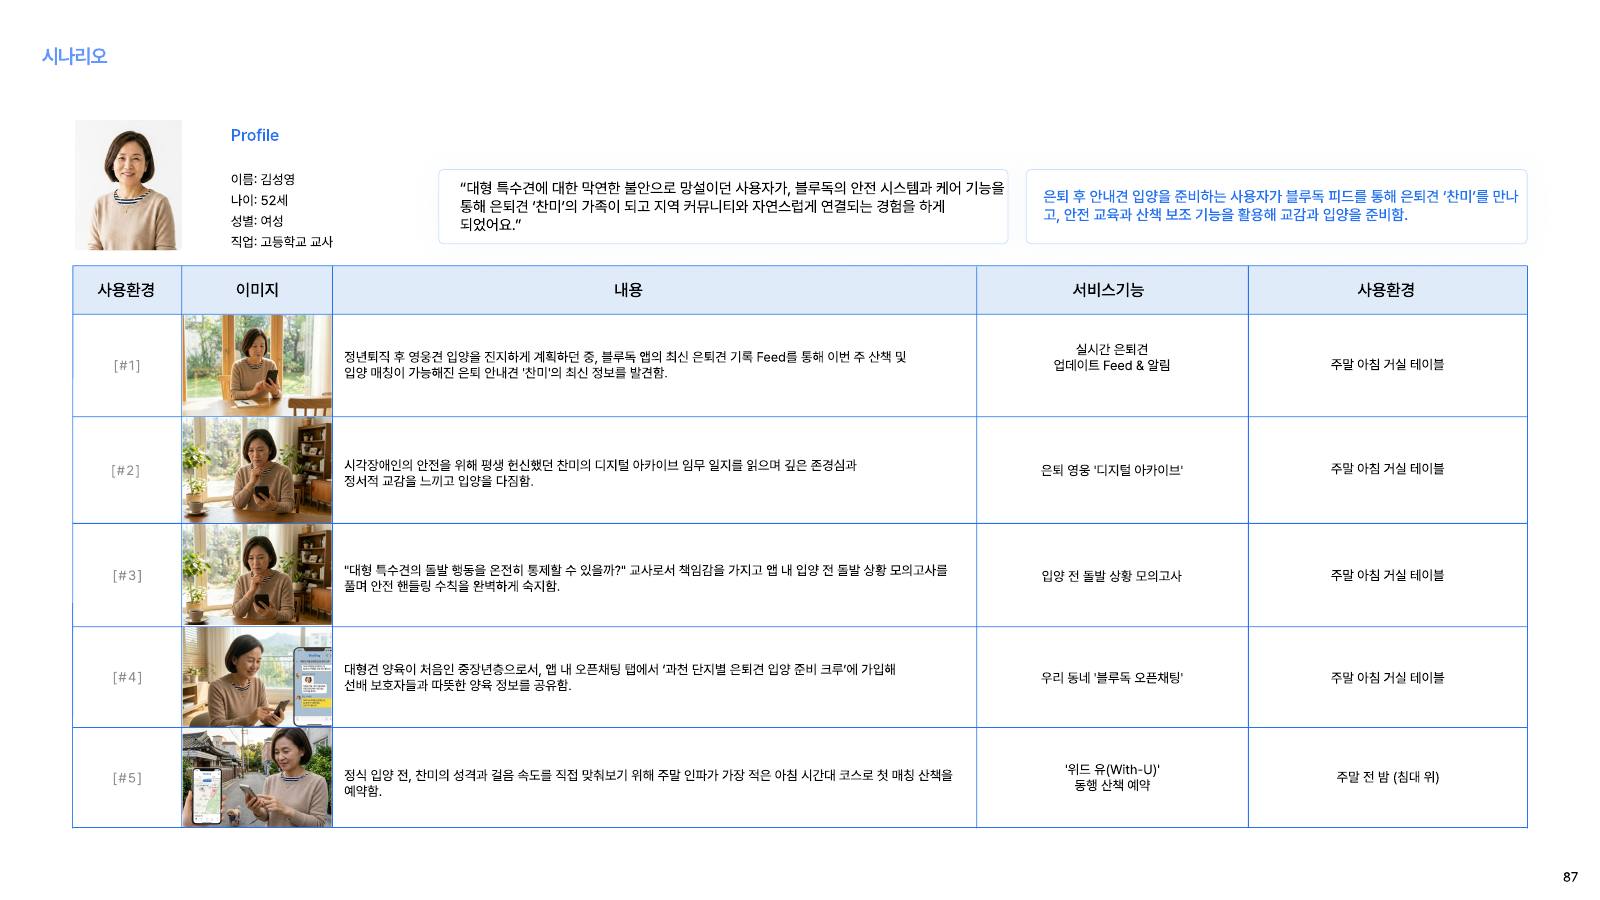 시나리오
Profile
이름: 김성영
나이: 52세
성별: 여성
직업: 고등학교 교사
“대형 특수견에 대한 막연한 불안으로 망설이던 사용자가, 블루독의 안전 시스템과 케어 기능을
통해 은퇴견 ‘찬미’의 가족이 되고 지역 커뮤니티와 자연스럽게 연결되는 경험을 하게
되었어요.”
은퇴 후 안내견 입양을 준비하는 사용자가 블루독 피드를 통해 은퇴견 ‘찬미’를 만나
고, 안전 교육과 산책 보조 기능을 활용해 교감과 입양을 준비함.
사용환경 이미지 내용 서비스기능 사용환경
[#1]
정년퇴직 후 영웅견 입양을 진지하게 계획하던 중, 블루독 앱의 최신 은퇴견 기록 Feed를 통해 이번 주 산책 및
입양 매칭이 가능해진 은퇴 안내견 '찬미'의 최신 정보를 발견함.
실시간 은퇴견
업데이트 Feed & 알림
주말 아침 거실 테이블
[#2]
시각장애인의 안전을 위해 평생 헌신했던 찬미의 디지털 아카이브 임무 일지를 읽으며 깊은 존경심과
정서적 교감을 느끼고 입양을 다짐함.
은퇴 영웅 '디지털 아카이브'
주말 아침 거실 테이블
[#3]
"대형 특수견의 돌발 행동을 온전히 통제할 수 있을까?" 교사로서 책임감을 가지고 앱 내 입양 전 돌발 상황 모의고사를
풀며 안전 핸들링 수칙을 완벽하게 숙지함.
입양 전 돌발 상황 모의고사
주말 아침 거실 테이블
[#4]
대형견 양육이 처음인 중장년층으로서, 앱 내 오픈채팅 탭에서 ‘과천 단지별 은퇴견 입양 준비 크루’에 가입해
선배 보호자들과 따뜻한 양육 정보를 공유함.
우리 동네 '블루독 오픈채팅'
주말 아침 거실 테이블
[#5]
정식 입양 전, 찬미의 성격과 걸음 속도를 직접 맞춰보기 위해 주말 인파가 가장 적은 아침 시간대 코스로 첫 매칭 산책을
예약함.
'위드 유(With-U)'
동행 산책 예약
주말 전 밤 (침대 위)
87